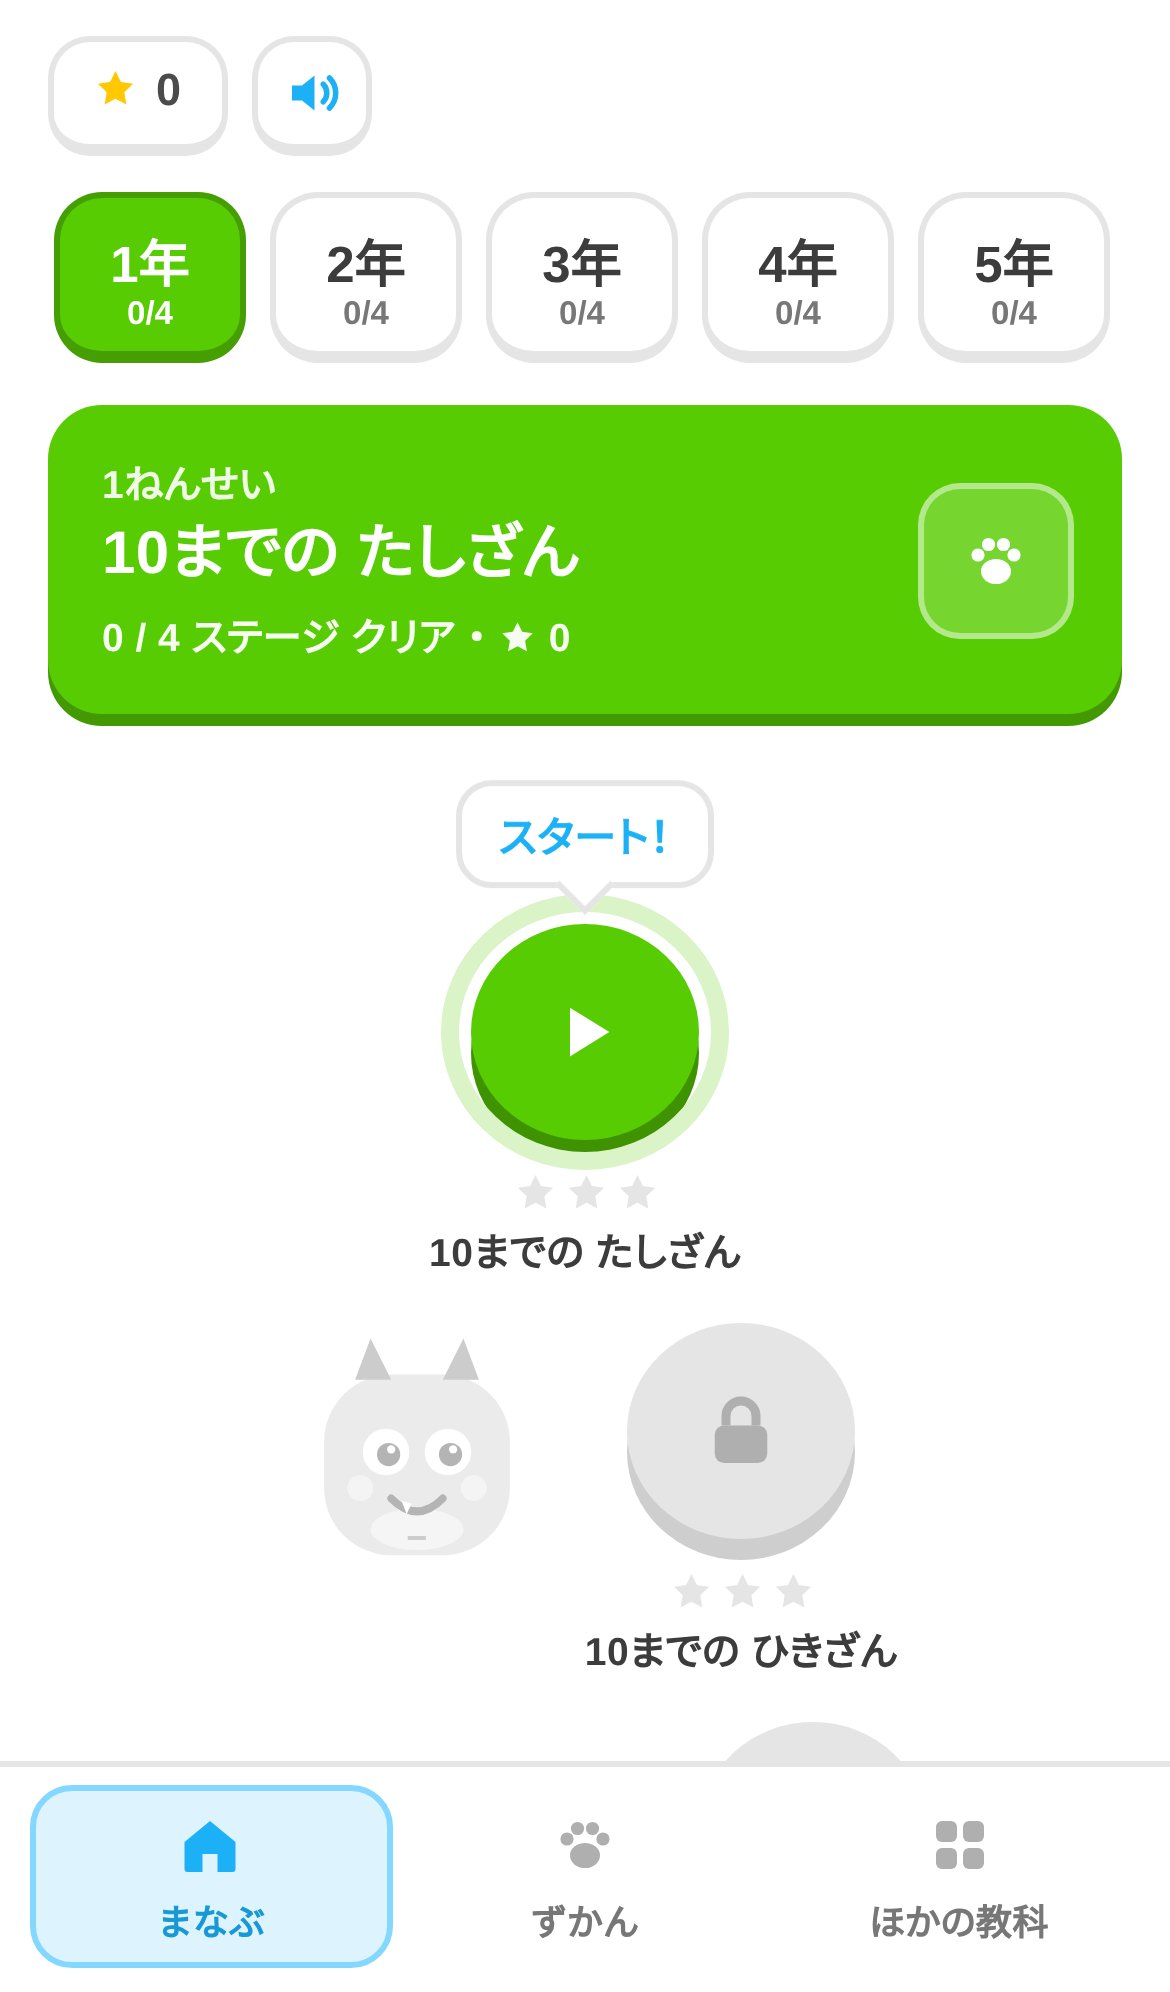 0
1年 2年 3年 4年 5年
0/4 0/4 0/4 0/4 0/4
1ねんせい
10までの たしざん
0 / 4 ステージ クリア・★ 0
スタート!
10までの たしざん
10までの ひきざん
まなぶ ずかん ほかの教科